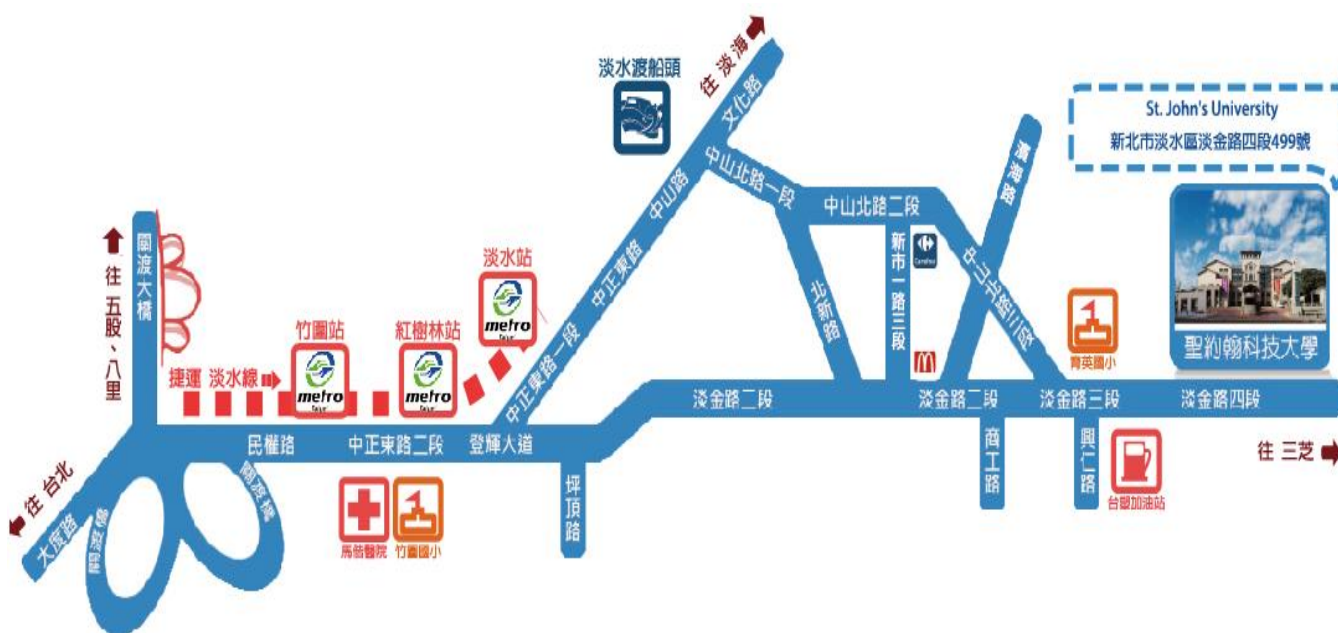 淡水渡船頭
往 淡海
文化路
St. John's University
新北市淡水區淡金路四段499號
中山路
中山北路一段
中山北路二段
關渡大橋
往 五股、八里
淡水站
metro
Taipei
中正東路
新市一路三段
Carrefour
中山北路三段
竹圍站
metro
Taipei
紅樹林站
metro
Taipei
北新路
育英國小
聖約翰科技大學
捷運 淡水線
中正東路一段
淡金路二段
淡金路二段
淡金路三段
淡金路四段
民權路
中正東路二段
登輝大道
往 三芝
往 台北
大度路
關渡橋
關渡橋
坪頂路
商工路
興仁路
台塑加油站
馬偕醫院
竹圍國小